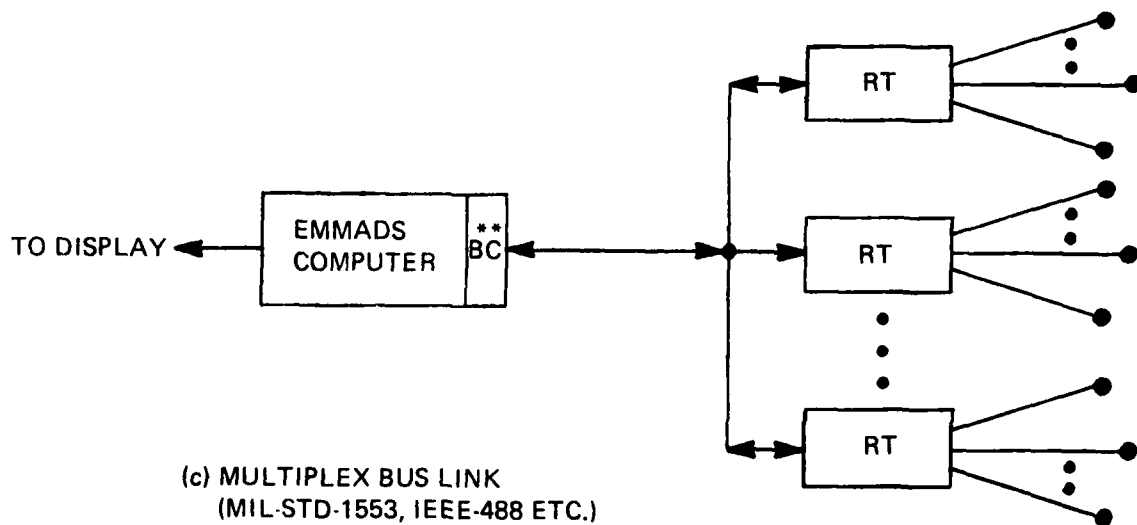 RT
TO DISPLAY
EMMADS
COMPUTER
**
BC
RT
RT
(c) MULTIPLEX BUS LINK
(MIL-STD-1553, IEEE-488 ETC.)